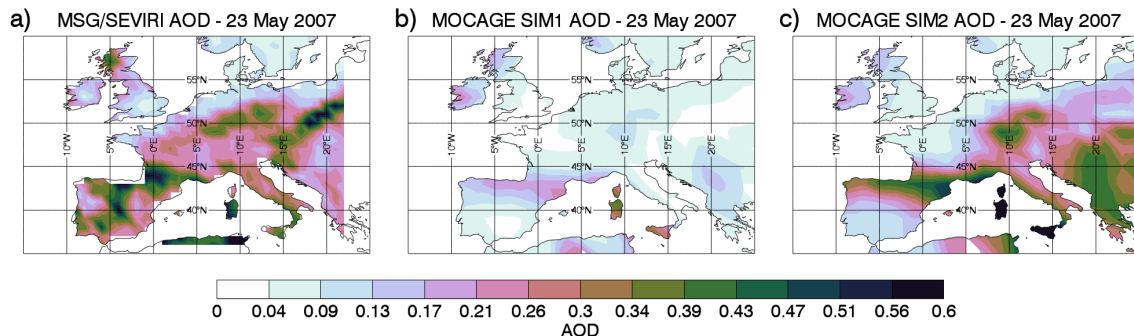 a) MSG/SEVIRI AOD - 23 May 2007
b) MOCAGE SIM1 AOD - 23 May 2007
c) MOCAGE SIM2 AOD - 23 May 2007
55°N
50°N
45°N
40°N
10°W
5°W
0°E
5°E
10°E
15°E
20°E
55°N
50°N
45°N
40°N
10°W
5°W
0°E
5°E
10°E
15°E
20°E
55°N
50°N
45°N
40°N
10°W
5°W
0°E
5°E
10°E
15°E
20°E
0 0.04 0.09 0.13 0.17 0.21 0.26 0.3 0.34 0.39 0.43 0.47 0.51 0.56 0.6
AOD